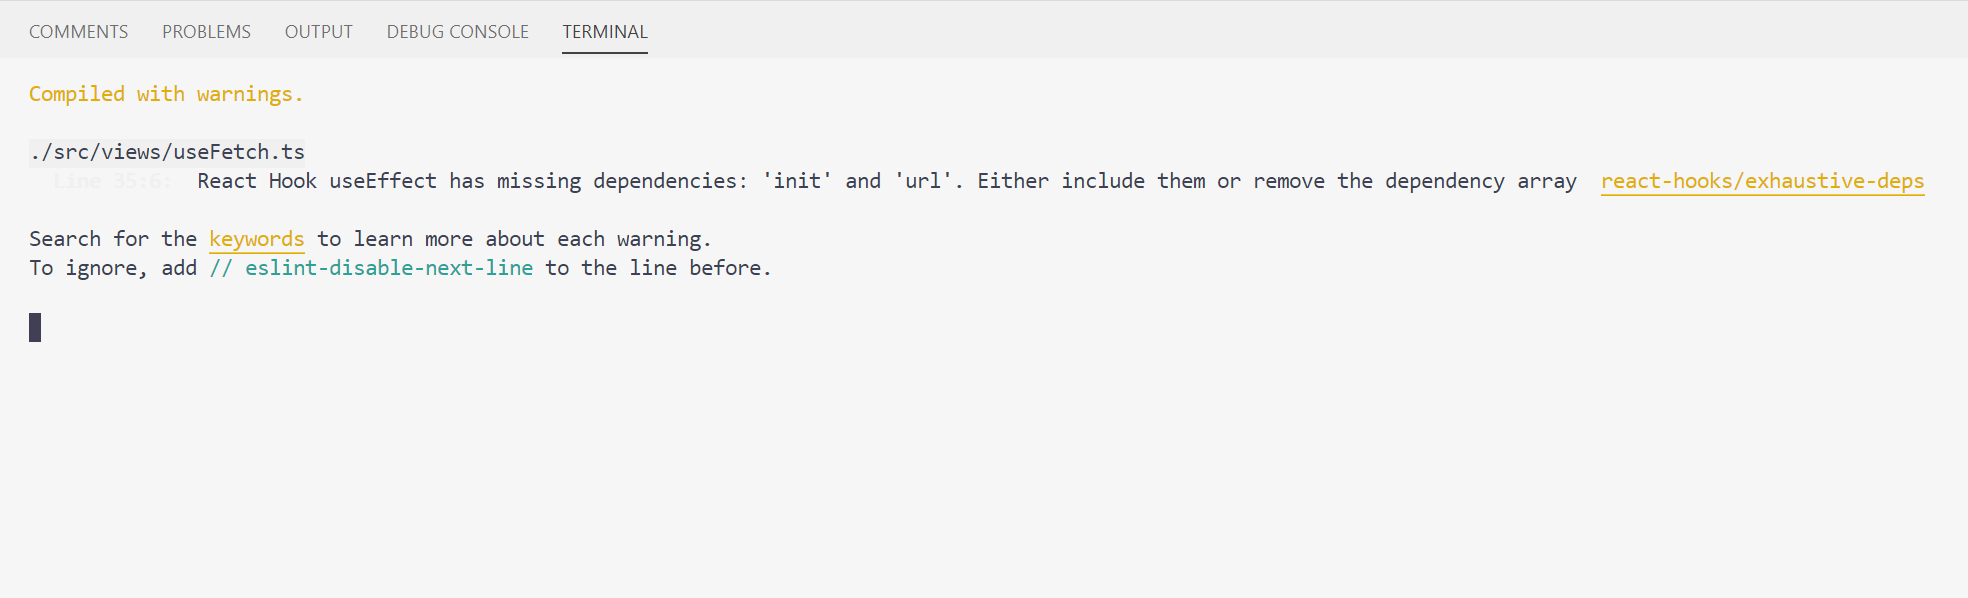 COMMENTS PROBLEMS OUTPUT DEBUG CONSOLE TERMINAL
Compiled with warnings.
./src/views/useFetch.ts
Line 35:6:  React Hook useEffect has missing dependencies: 'init' and 'url'. Either include them or remove the dependency array  react-hooks/exhaustive-deps
Search for the keywords to learn more about each warning.
To ignore, add // eslint-disable-next-line to the line before.